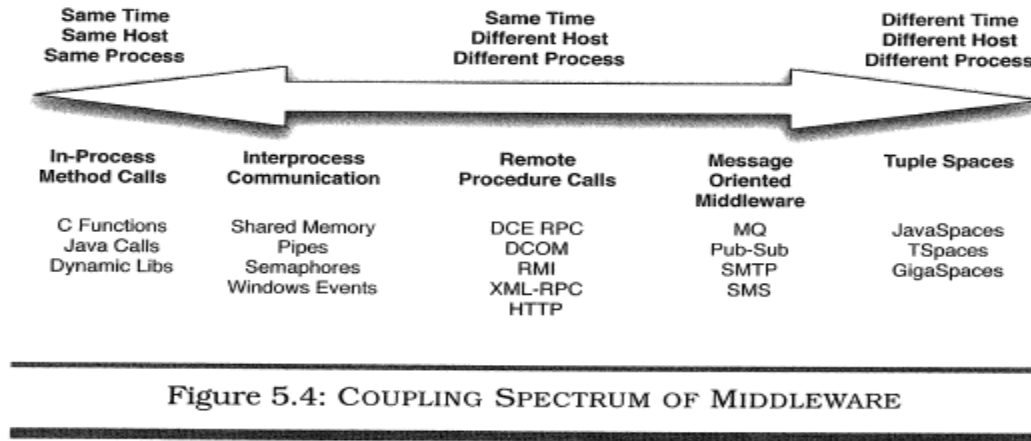 Same Time
Same Host
Same Process
Same Time
Different Host
Different Process
Different Time
Different Host
Different Process
In-Process
Method Calls
C Functions
Java Calls
Dynamic Libs
Interprocess
Communication
Shared Memory
Pipes
Semaphores
Windows Events
Remote
Procedure Calls
DCE RPC
DCOM
RMI
XML-RPC
HTTP
Message
Oriented
Middleware
MQ
Pub-Sub
SMTP
SMS
Tuple Spaces
JavaSpaces
TSpaces
GigaSpaces
Figure 5.4: COUPLING SPECTRUM OF MIDDLEWARE